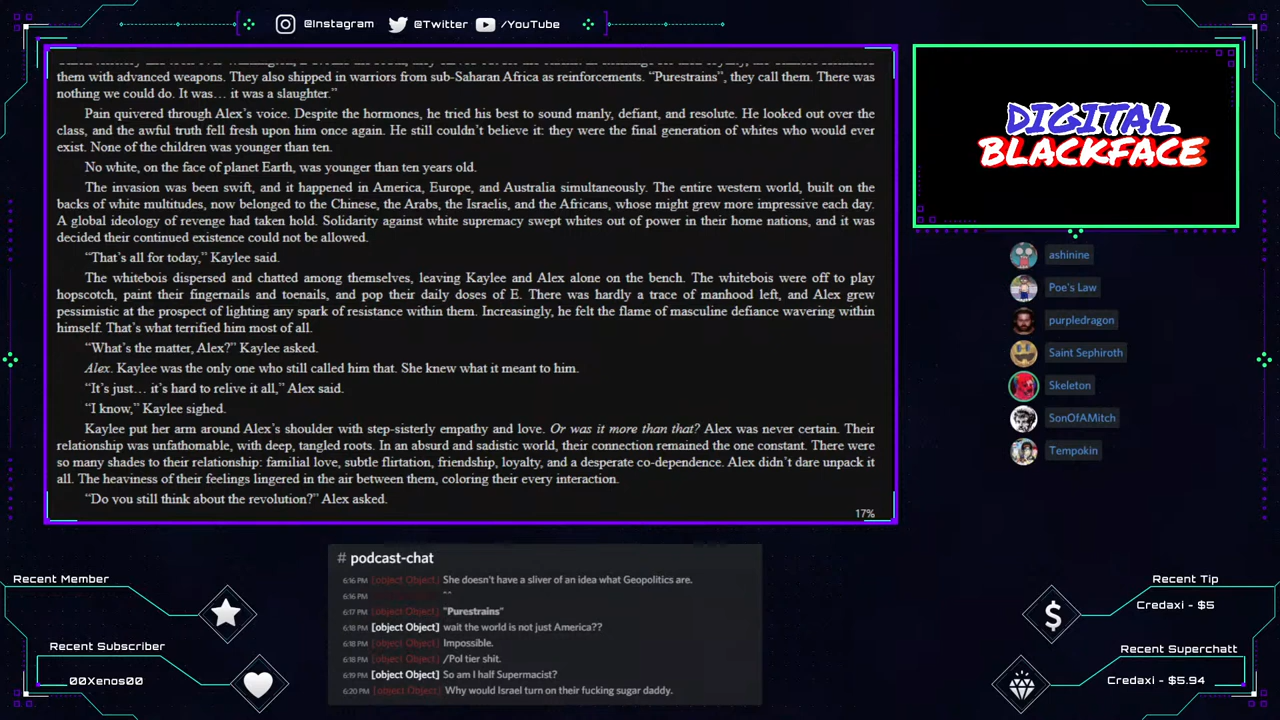 @Instagram @Twitter /YouTube
them with advanced weapons. They also shipped in warriors from sub-Saharan Africa as reinforcements. “Purestrains”, they call them. There was
nothing we could do. It was… it was a slaughter.”
Pain quivered through Alex’s voice. Despite the hormones, he tried his best to sound manly, defiant, and resolute. He looked out over the
class, and the awful truth fell fresh upon him once again. He still couldn’t believe it: they were the final generation of whites who would ever
exist. None of the children was younger than ten.
No white, on the face of planet Earth, was younger than ten years old.
The invasion was been swift, and it happened in America, Europe, and Australia simultaneously. The entire western world, built on the
backs of white multitudes, now belonged to the Chinese, the Arabs, the Israelis, and the Africans, whose might grew more impressive each day.
A global ideology of revenge had taken hold. Solidarity against white supremacy swept whites out of power in their home nations, and it was
decided their continued existence could not be allowed.
“That’s all for today,” Kaylee said.
The whitebois dispersed and chatted among themselves, leaving Kaylee and Alex alone on the bench. The whitebois were off to play
hopscotch, paint their fingernails and toenails, and pop their daily doses of E. There was hardly a trace of manhood left, and Alex grew
pessimistic at the prospect of lighting any spark of resistance within them. Increasingly, he felt the flame of masculine defiance wavering within
himself. That’s what terrified him most of all.
“What’s the matter, Alex?” Kaylee asked.
Alex. Kaylee was the only one who still called him that. She knew what it meant to him.
“It’s just… it’s hard to relive it all,” Alex said.
“I know,” Kaylee sighed.
Kaylee put her arm around Alex’s shoulder with step-sisterly empathy and love. Or was it more than that? Alex was never certain. Their
relationship was unfathomable, with deep, tangled roots. In an absurd and sadistic world, their connection remained the one constant. There were
so many shades to their relationship: familial love, subtle flirtation, friendship, loyalty, and a desperate co-dependence. Alex didn’t dare unpack it
all. The heaviness of their feelings lingered in the air between them, coloring their every interaction.
“Do you still think about the revolution?” Alex asked.
17%
DIGITAL
BLACKFACE
ashinine
Poe's Law
purpledragon
Saint Sephiroth
Skeleton
SonOfAMitch
Tempokin
# podcast-chat
6:16 PM [object Object] She doesn't have a sliver of an idea what Geopolitics are.
6:16 PM ^^
6:17 PM [object Object] "Purestrains"
6:18 PM [object Object] wait the world is not just America??
6:18 PM [object Object] Impossible.
6:18 PM [object Object] /Pol tier shit.
6:19 PM [object Object] So am I half Supermacist?
6:20 PM [object Object] Why would Israel turn on their fucking sugar daddy.
Recent Member
Recent Subscriber
00Xenos00
Recent Tip
Credaxi - $5
Recent Superchatt
Credaxi - $5.94